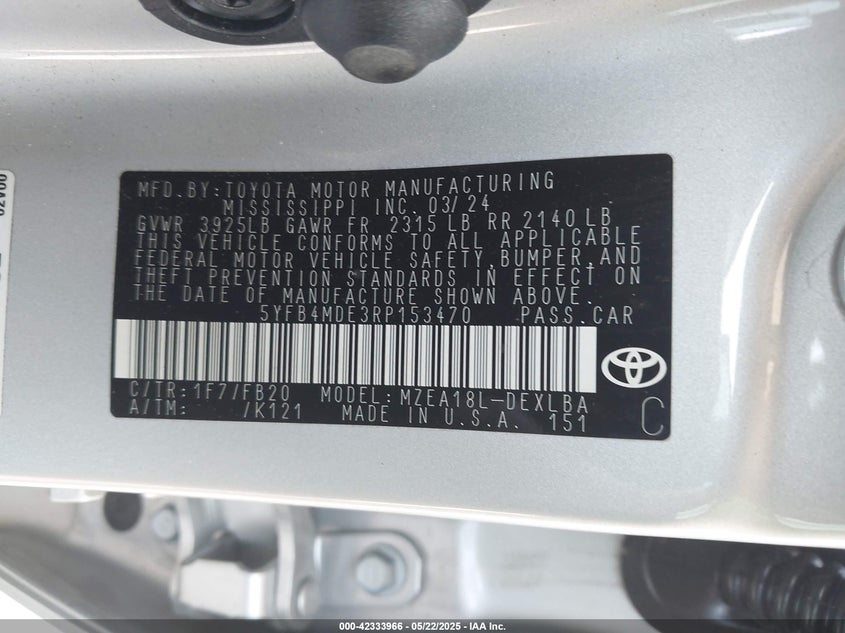 MFD.BY:TOYOTA MOTOR MANUFACTURING
MISSISSIPPI INC. 03/24
GVWR 3925LB GAWR FR 2315 LB RR 2140 LB
THIS VEHICLE CONFORMS TO ALL APPLICABLE
FEDERAL MOTOR VEHICLE SAFETY, BUMPER, AND
THEFT PREVENTION STANDARDS IN EFFECT ON
THE DATE OF MANUFACTURE SHOWN ABOVE.
5YFB4MDE3RP153470 PASS.CAR
C/TR: 1F7/FB20 MODEL: MZEA18L-DEXLBA
A/TM: /K121 MADE IN U.S.A. 151
C
000-42333966 - 05/22/2025 - IAA Inc.